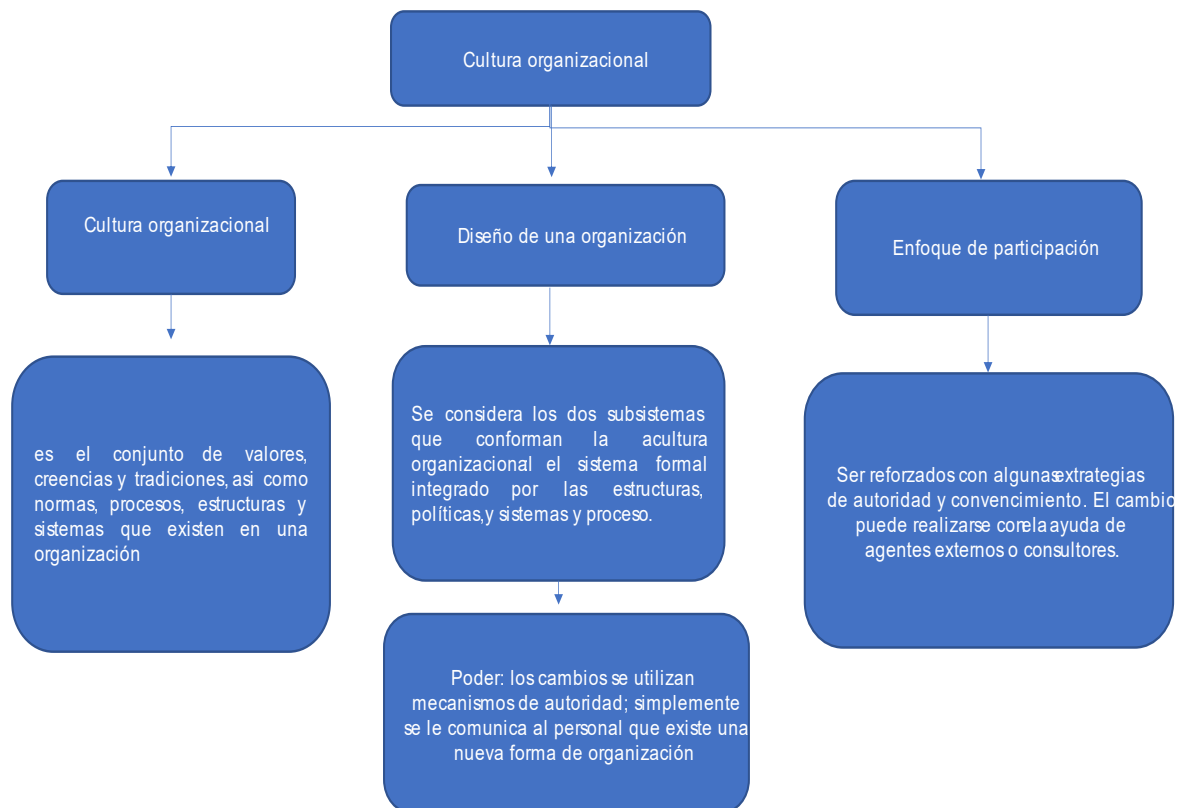 Cultura organizacional
Cultura organizacional
Diseño de una organización
Enfoque de participación
es el conjunto de valores,
creencias y tradiciones, asi como
normas, procesos, estructuras y
sistemas que existen en una
organización
Se considera los dos subsistemas
que conforman la acultura
organizacional el sistema formal
integrado por las estructuras,
políticas,y sistemas y proceso.
Ser reforzados con algunas extrategias
de autoridad y convencimiento. El cambio
puede realizarse con la ayuda de
agentes externos o consultores.
Poder: los cambios se utilizan
mecanismos de autoridad; simplemente
se le comunica al personal que existe una
nueva forma de organización